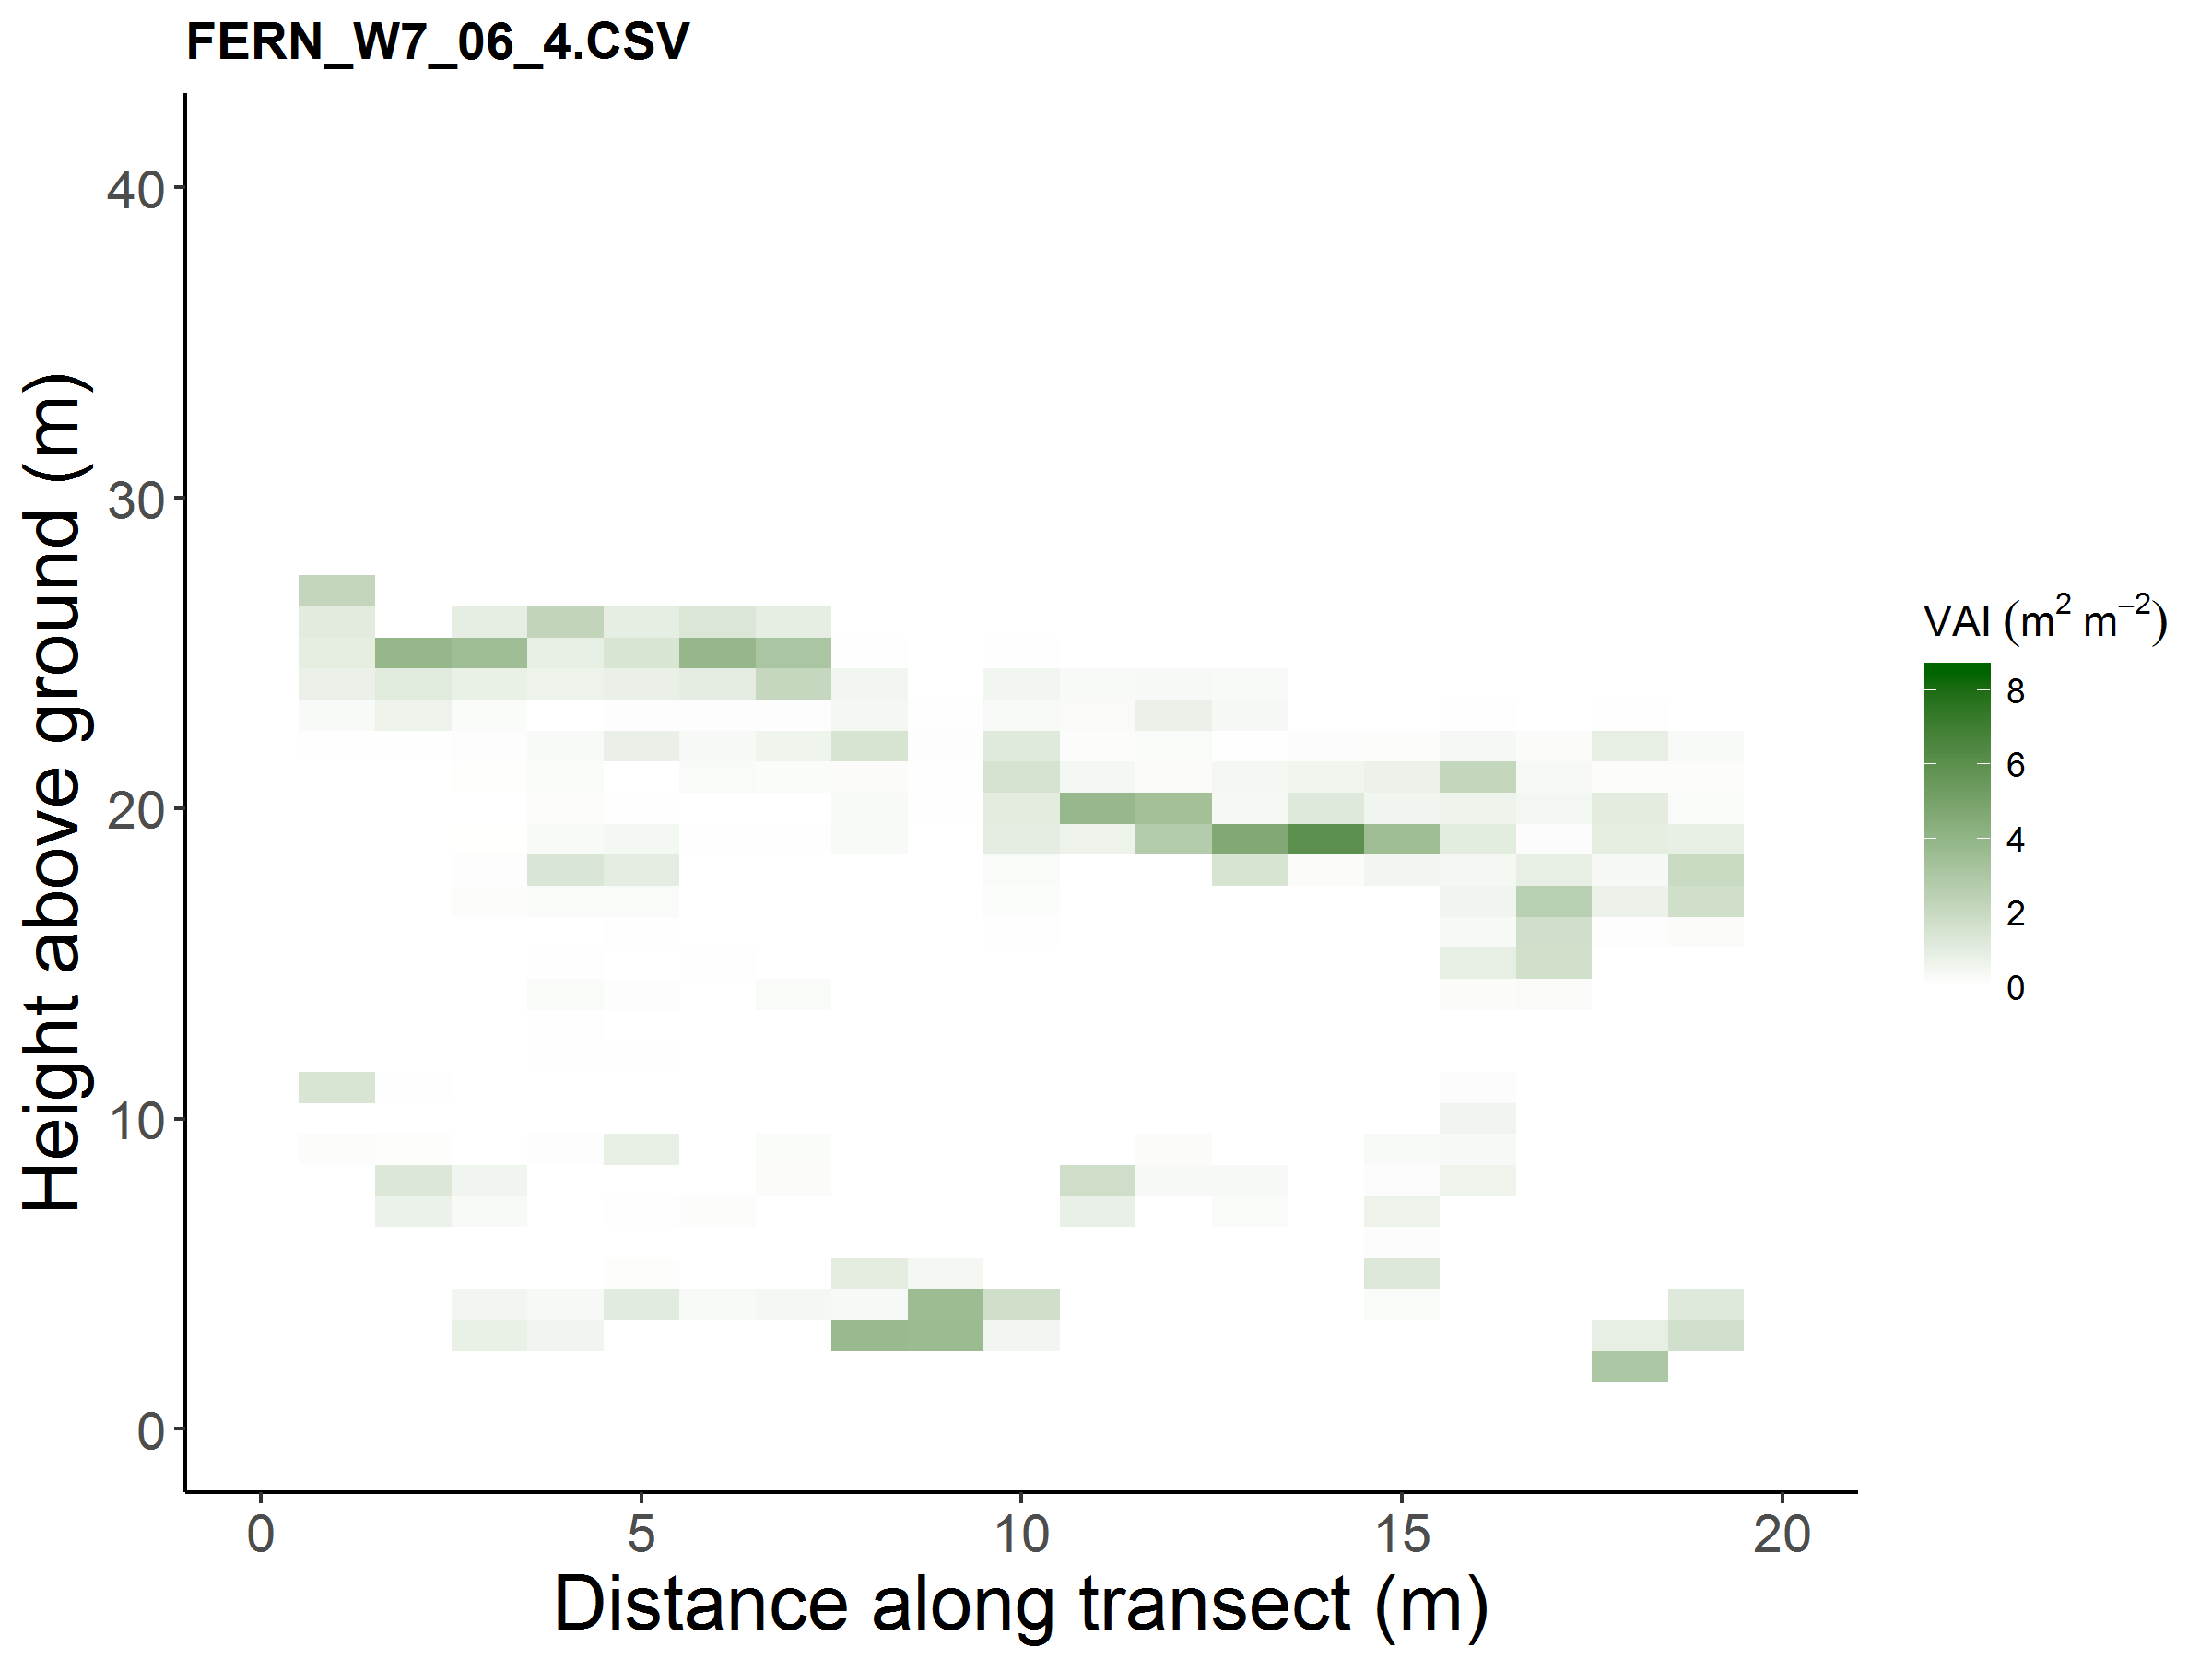 FERN_W7_06_4.CSV
Height above ground (m)
40
30
20
10
0
0 5 10 15 20
Distance along transect (m)
VAI (m² m⁻²)
8
6
4
2
0